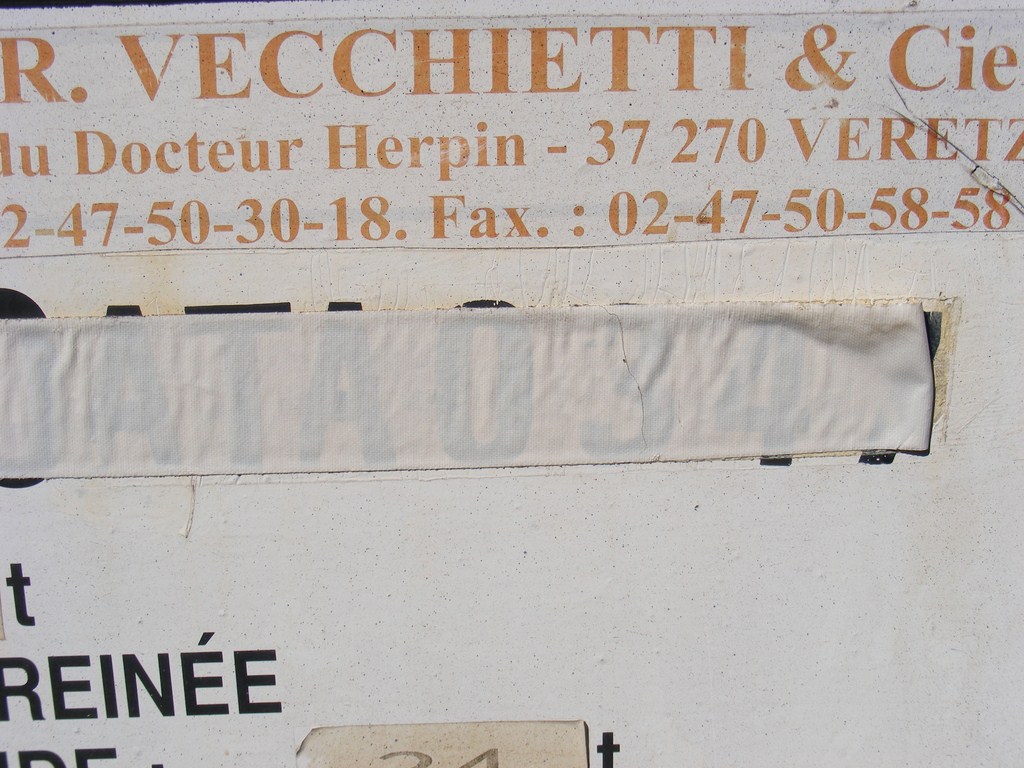 R. VECCHIETTI & Cie
du Docteur Herpin - 37 270 VERETZ
2-47-50-30-18. Fax. : 02-47-50-58-58
t
REINÉE
t